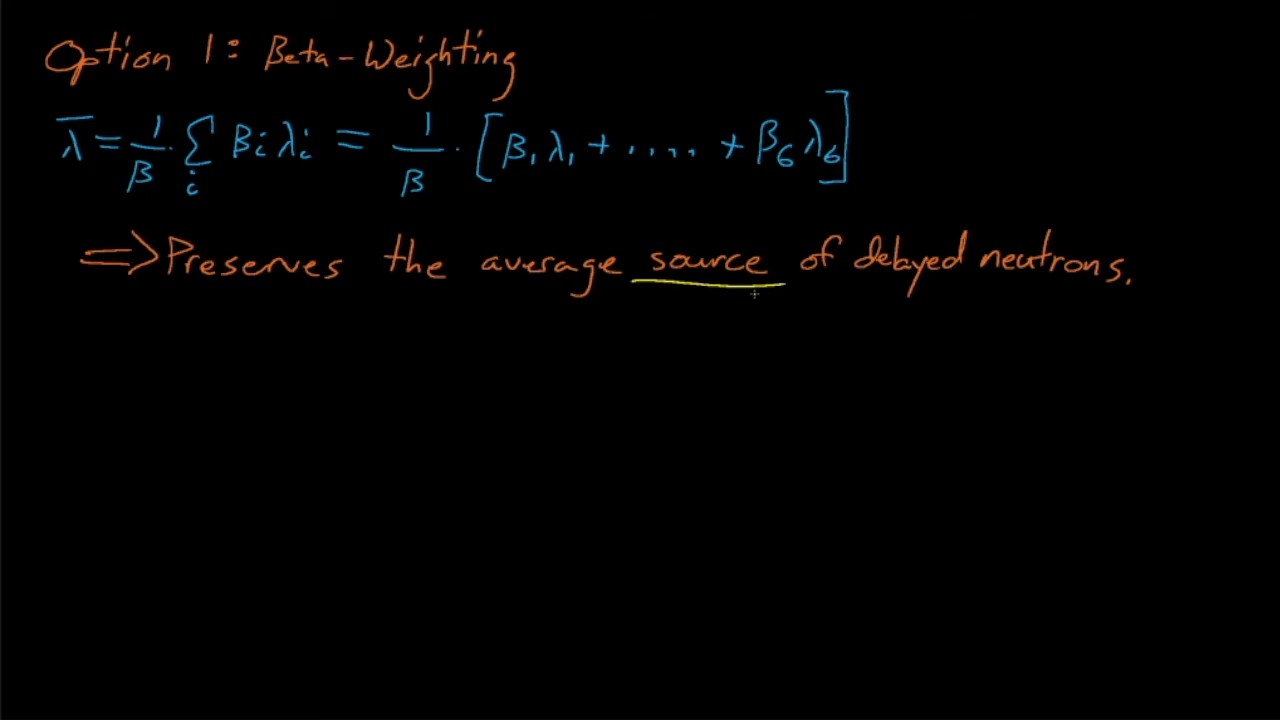 Option 1: Beta-Weighting
λ̄ = 1/β · Σ_i β_i λ_i = 1/β · [β_1 λ_1 + ..... + β_6 λ_6]
⇒ Preserves the average source of delayed neutrons.